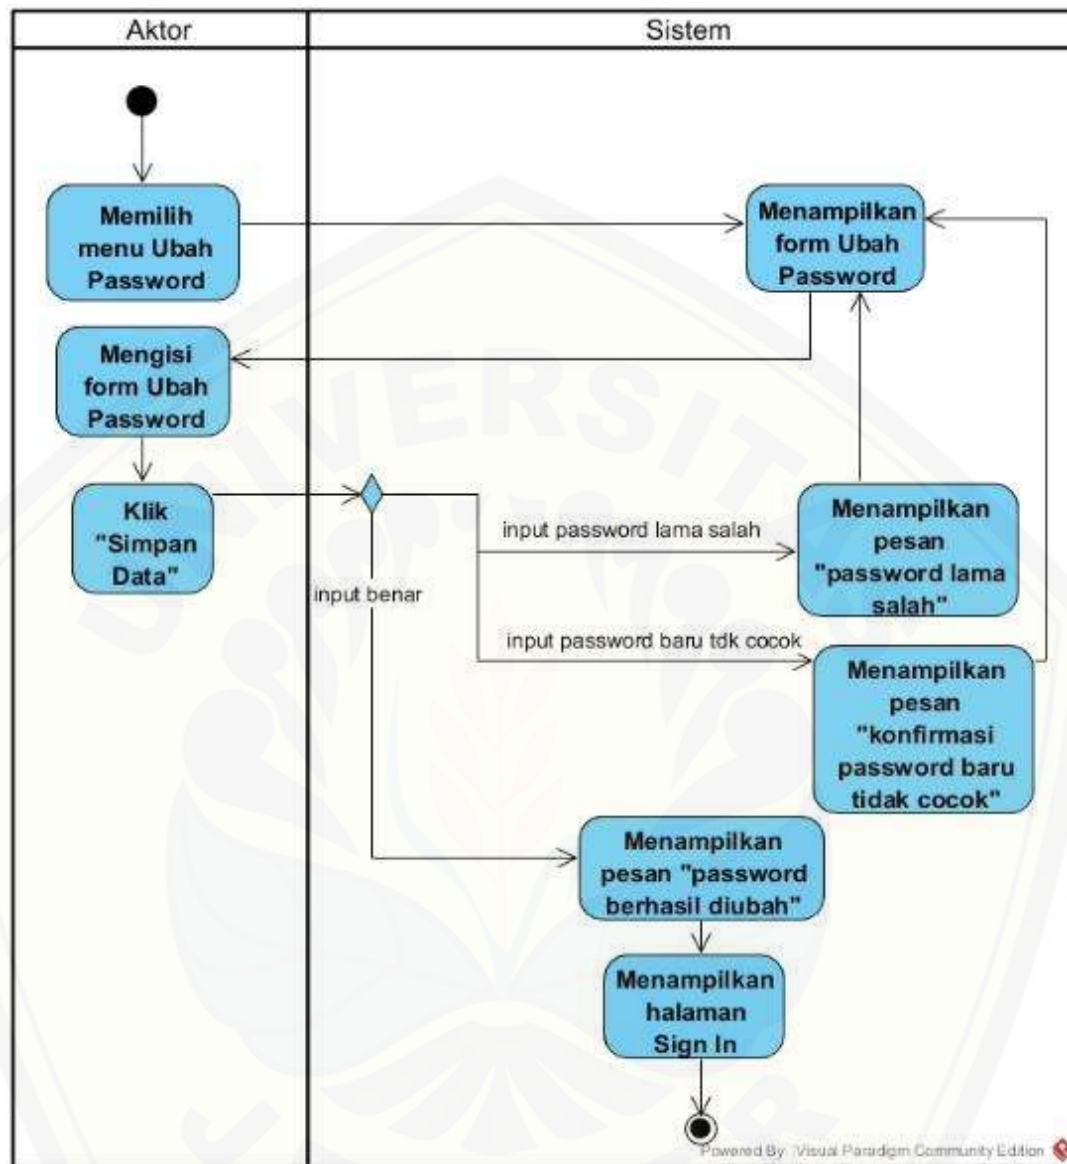 Aktor
Sistem
Memilih
menu Ubah
Password
Menampilkan
form Ubah
Password
Mengisi
form Ubah
Password
Klik
"Simpan
Data"
input password lama salah
Menampilkan
pesan
"password lama
salah"
input benar
input password baru tdk cocok
Menampilkan
pesan
"konfirmasi
password baru
tidak cocok"
Menampilkan
pesan "password
berhasil diubah"
Menampilkan
halaman
Sign In
Powered By Visual Paradigm Community Edition
UNIVERSITA